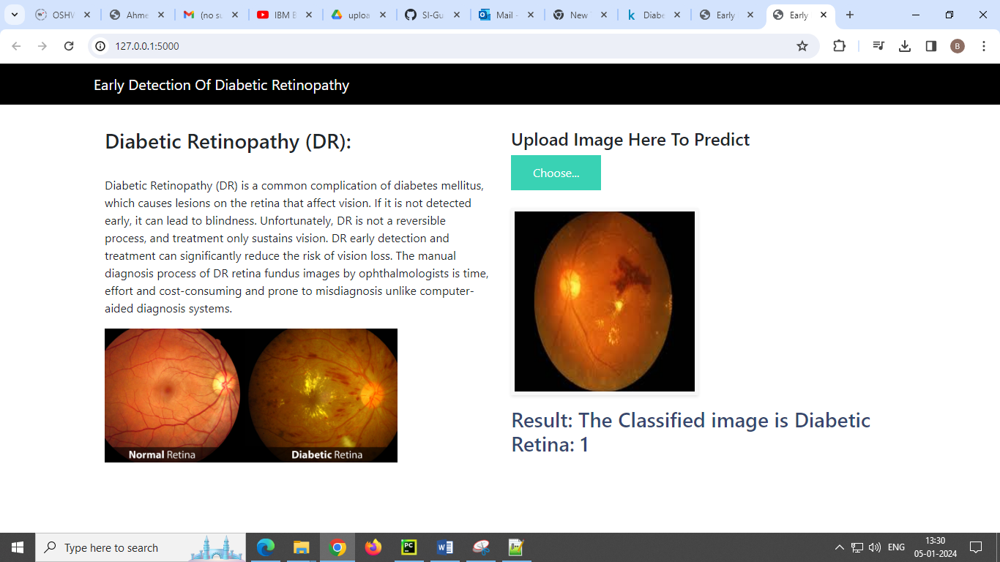 OSHW
Ahme
(no su
IBM B
uploa
SI-Gu
Mail -
New T
Diabe
Early
Early
127.0.0.1:5000
B
Early Detection Of Diabetic Retinopathy
Diabetic Retinopathy (DR):
Diabetic Retinopathy (DR) is a common complication of diabetes mellitus,
which causes lesions on the retina that affect vision. If it is not detected
early, it can lead to blindness. Unfortunately, DR is not a reversible
process, and treatment only sustains vision. DR early detection and
treatment can significantly reduce the risk of vision loss. The manual
diagnosis process of DR retina fundus images by ophthalmologists is time,
effort and cost-consuming and prone to misdiagnosis unlike computer-
aided diagnosis systems.
Normal Retina
Diabetic Retina
Upload Image Here To Predict
Choose...
Result: The Classified image is Diabetic
Retina: 1
Type here to search
ENG
13:30
05-01-2024